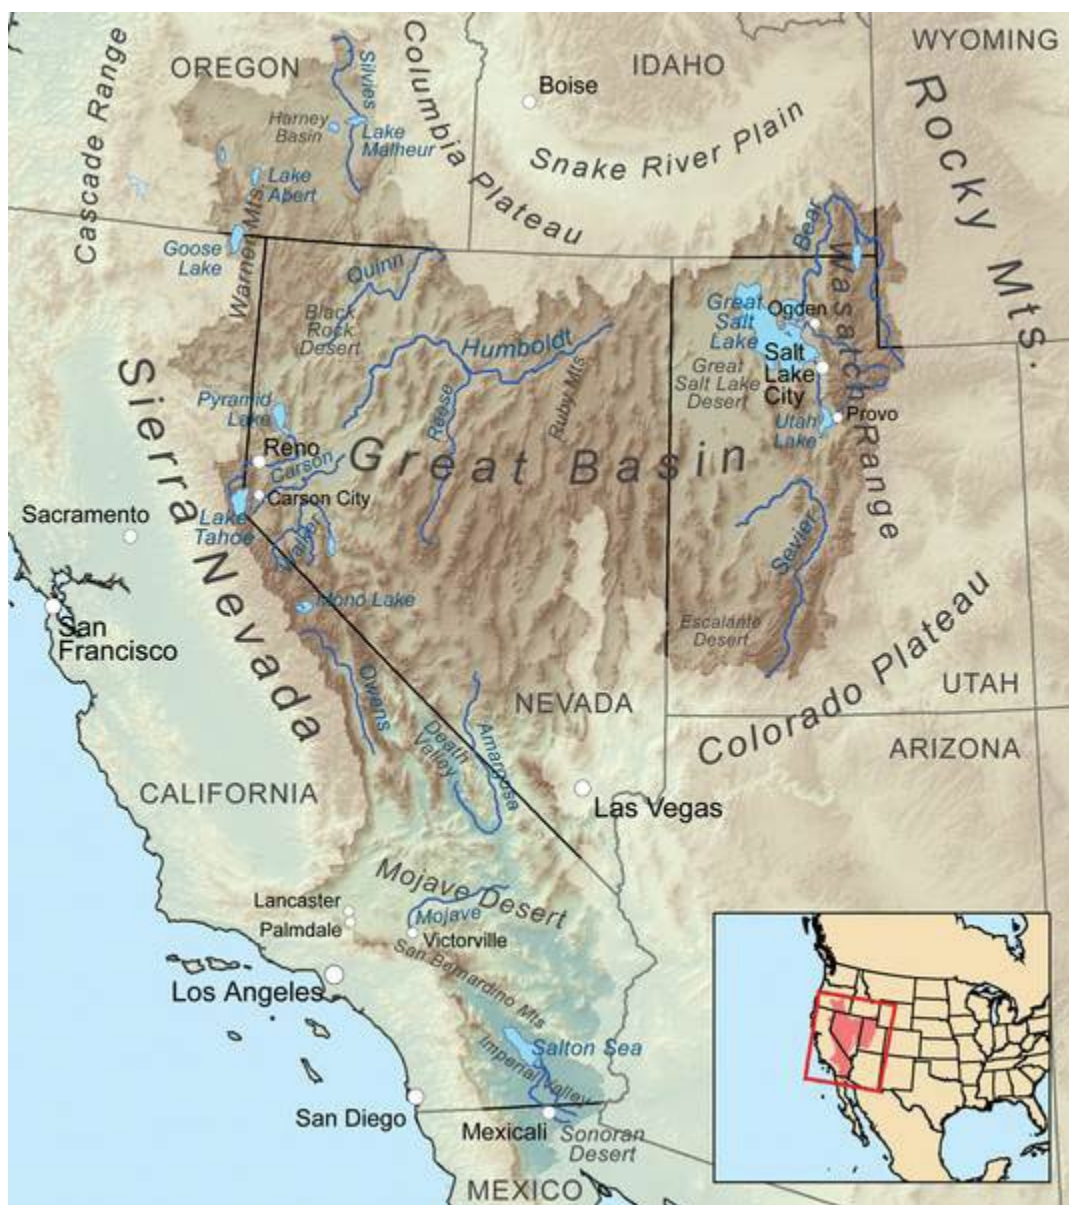 WYOMING
IDAHO
OREGON
Cascade Range
Columbia Plateau
Silvies
Boise
Rocky Mts.
Harney
Basin
Lake
Malheur
Snake River Plain
Lake
Abert
Warner Mts.
Goose
Lake
Bear
Wasatch Range
Quinn
Black
Rock
Desert
Great
Salt
Lake
Ogden
Humboldt
Salt
Lake
City
Great
Salt Lake
Desert
Sierra Nevada
Pyramid
Lake
Reese
Ruby Mts.
Utah
Lake
Provo
Reno
Carson
Great Basin
Carson City
Sacramento
Lake
Tahoe
Walker
Sevier
Mono Lake
San
Francisco
Escalante
Desert
Colorado Plateau
Owens
NEVADA
UTAH
Death
Valley
Amargosa
ARIZONA
CALIFORNIA
Las Vegas
Mojave Desert
Lancaster
Palmdale
Mojave
Victorville
San Bernardino Mts
Los Angeles
Salton Sea
Imperial Valley
San Diego
Mexicali
Sonoran
Desert
MEXICO